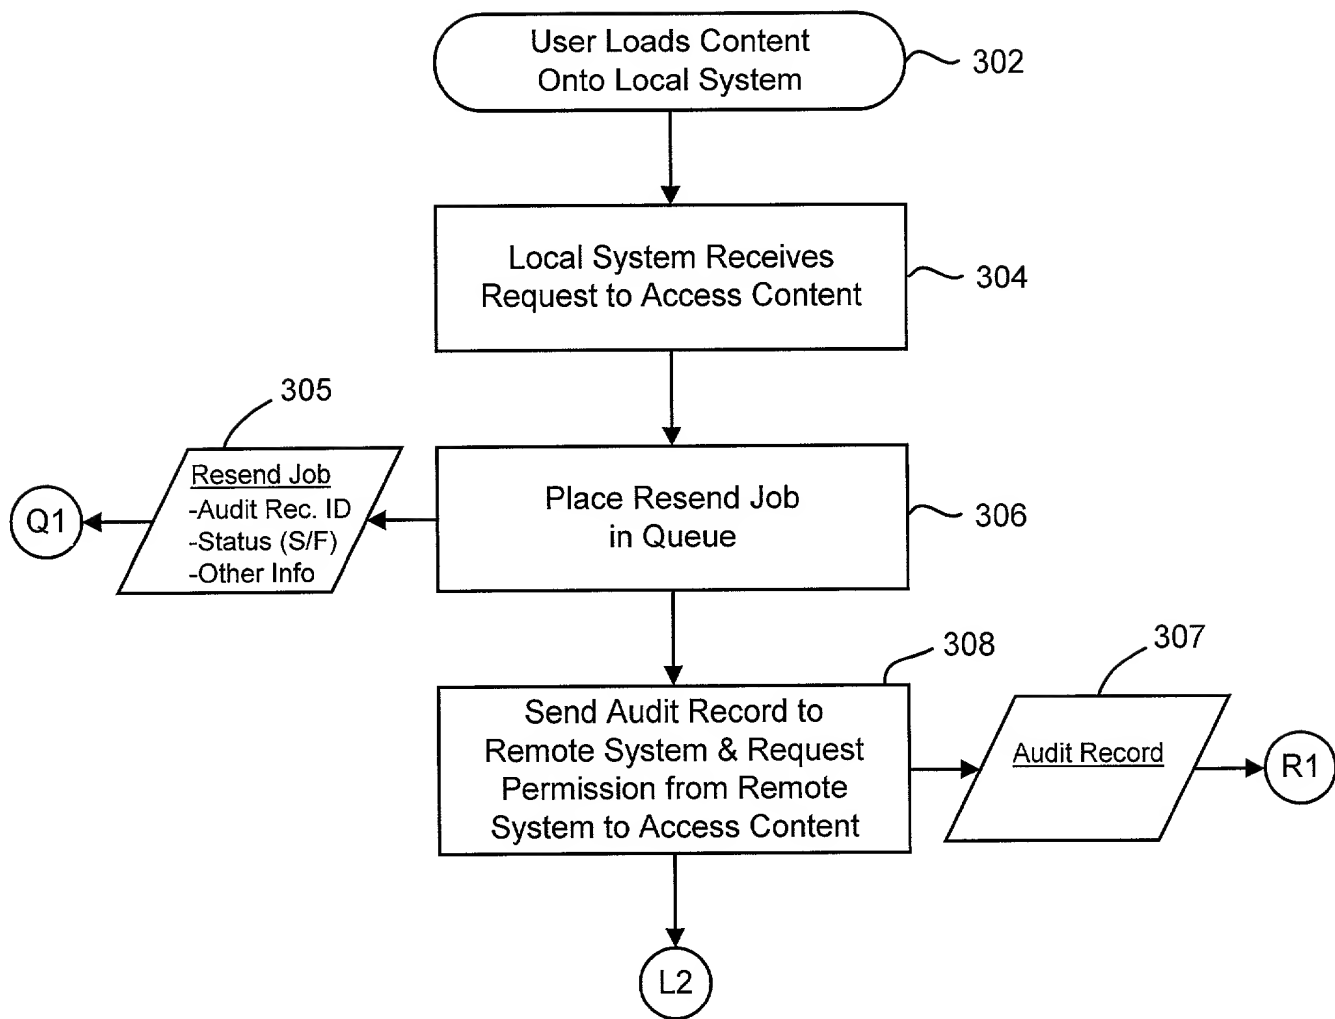 User Loads Content
Onto Local System
302
Local System Receives
Request to Access Content
304
305
Resend Job
-Audit Rec. ID
-Status (S/F)
-Other Info
Q1
Place Resend Job
in Queue
306
308
307
Send Audit Record to
Remote System & Request
Permission from Remote
System to Access Content
Audit Record
R1
L2